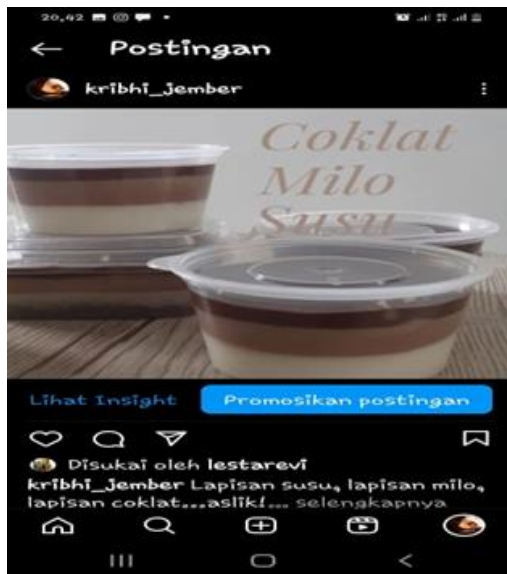 20,42
Postingan
kribhi_jember
Coklat
Milo
Susu
Lihat Insight
Promosikan postingan
Disukai oleh lestarevi
kribhi_jember Lapisan susu, lapisan milo,
lapisan coklat...aslik!... selengkapnya